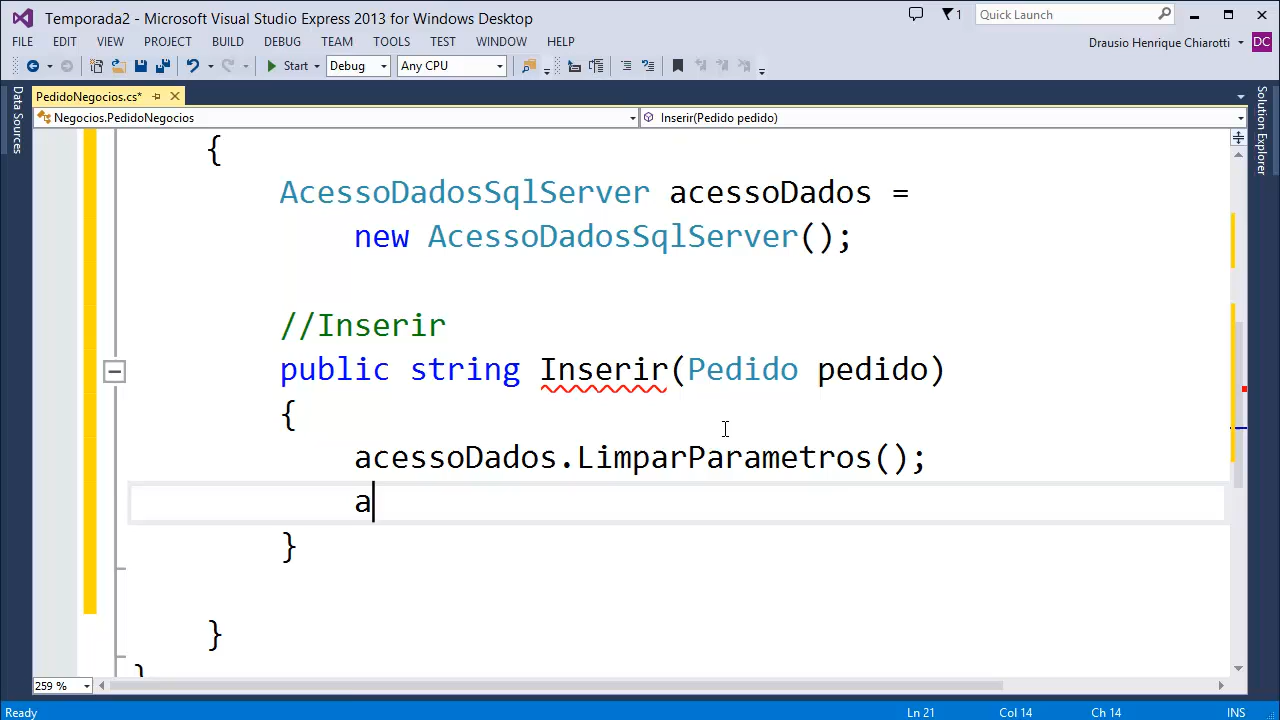 Temporada2 - Microsoft Visual Studio Express 2013 for Windows Desktop
1
Quick Launch
FILE EDIT VIEW PROJECT BUILD DEBUG TEAM TOOLS TEST WINDOW HELP
Drausio Henrique Chiarotti DC
Start Debug Any CPU
Data Sources
Solution Explorer
PedidoNegocios.cs*
Negocios.PedidoNegocios Inserir(Pedido pedido)
{
AcessoDadosSqlServer acessoDados =
new AcessoDadosSqlServer();
//Inserir
public string Inserir(Pedido pedido)
{
acessoDados.LimparParametros();
a
}
}
}
259 %
Ready Ln 21 Col 14 Ch 14 INS